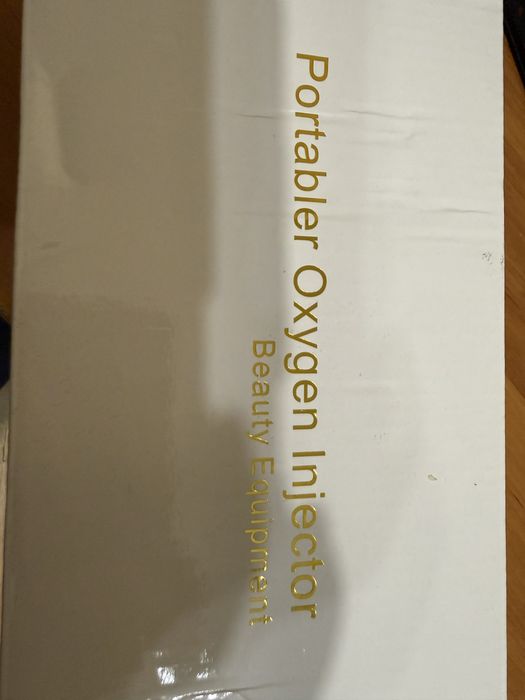 Portabler Oxygen Injector
Beauty Equipment